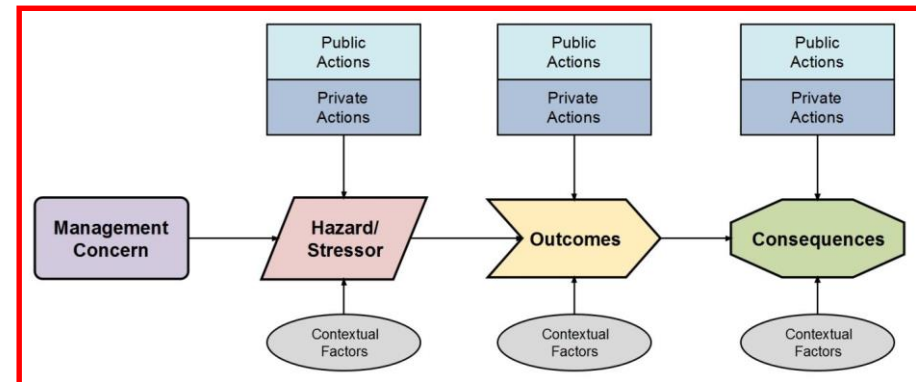 Public
Actions
Private
Actions
Public
Actions
Private
Actions
Public
Actions
Private
Actions
Management
Concern
Hazard/
Stressor
Outcomes
Consequences
Contextual
Factors
Contextual
Factors
Contextual
Factors